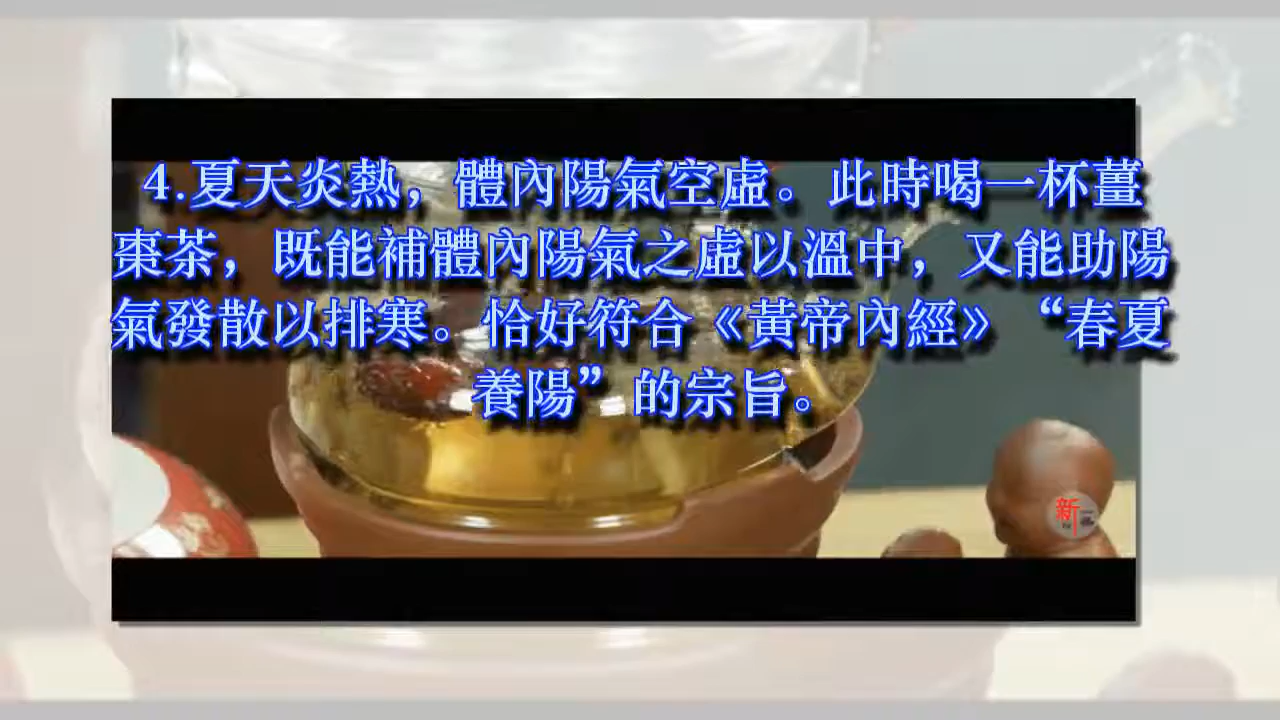 4.夏天炎熱，體內陽氣空虛。此時喝一杯薑
棗茶，既能補體內陽氣之虛以溫中，又能助陽
氣發散以排寒。恰好符合《黃帝內經》“春夏
養陽”的宗旨。
新